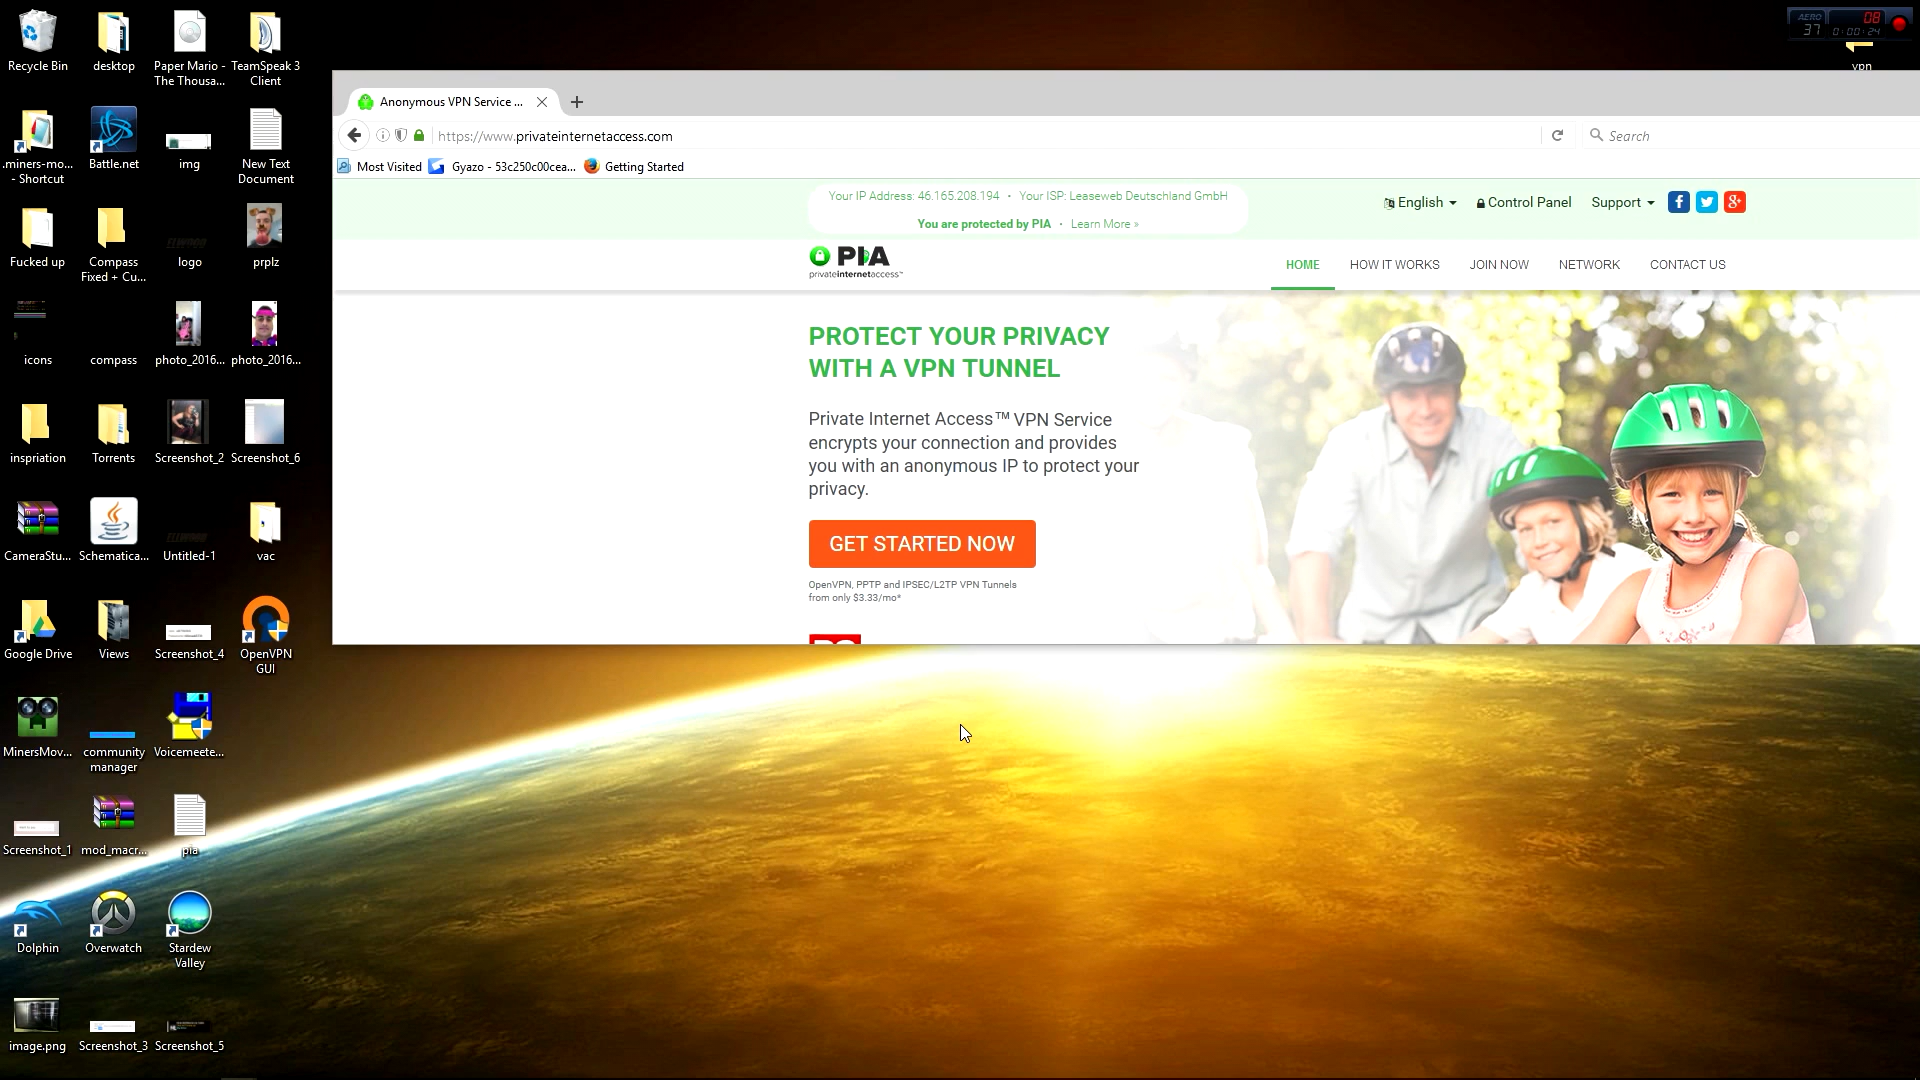 Recycle Bin
desktop
Paper Mario -
The Thousa...
TeamSpeak 3
Client
.miners-mo...
- Shortcut
Battle.net
img
New Text
Document
Fucked up
Compass
Fixed + Cu...
logo
prplz
icons
compass
photo_2016...
photo_2016...
inspriation
Torrents
Screenshot_2
Screenshot_6
CameraStu...
Schematica...
Untitled-1
vac
Google Drive
Views
Screenshot_4
OpenVPN
GUI
MinersMov...
community
manager
Voicemeete...
Screenshot_1
mod_macr...
pia
Dolphin
Overwatch
Stardew
Valley
image.png
Screenshot_3
Screenshot_5
AERO
37
08
0:00:24
vpn
Anonymous VPN Service ...
https://www.privateinternetaccess.com
Search
Most Visited
Gyazo - 53c250c00cea...
Getting Started
Your IP Address: 46.165.208.194 • Your ISP: Leaseweb Deutschland GmbH
You are protected by PIA • Learn More »
English
Control Panel
Support
PIA
privateinternetaccess™
HOME
HOW IT WORKS
JOIN NOW
NETWORK
CONTACT US
PROTECT YOUR PRIVACY
WITH A VPN TUNNEL
Private Internet Access™ VPN Service
encrypts your connection and provides
you with an anonymous IP to protect your
privacy.
GET STARTED NOW
OpenVPN, PPTP and IPSEC/L2TP VPN Tunnels
from only $3.33/mo*